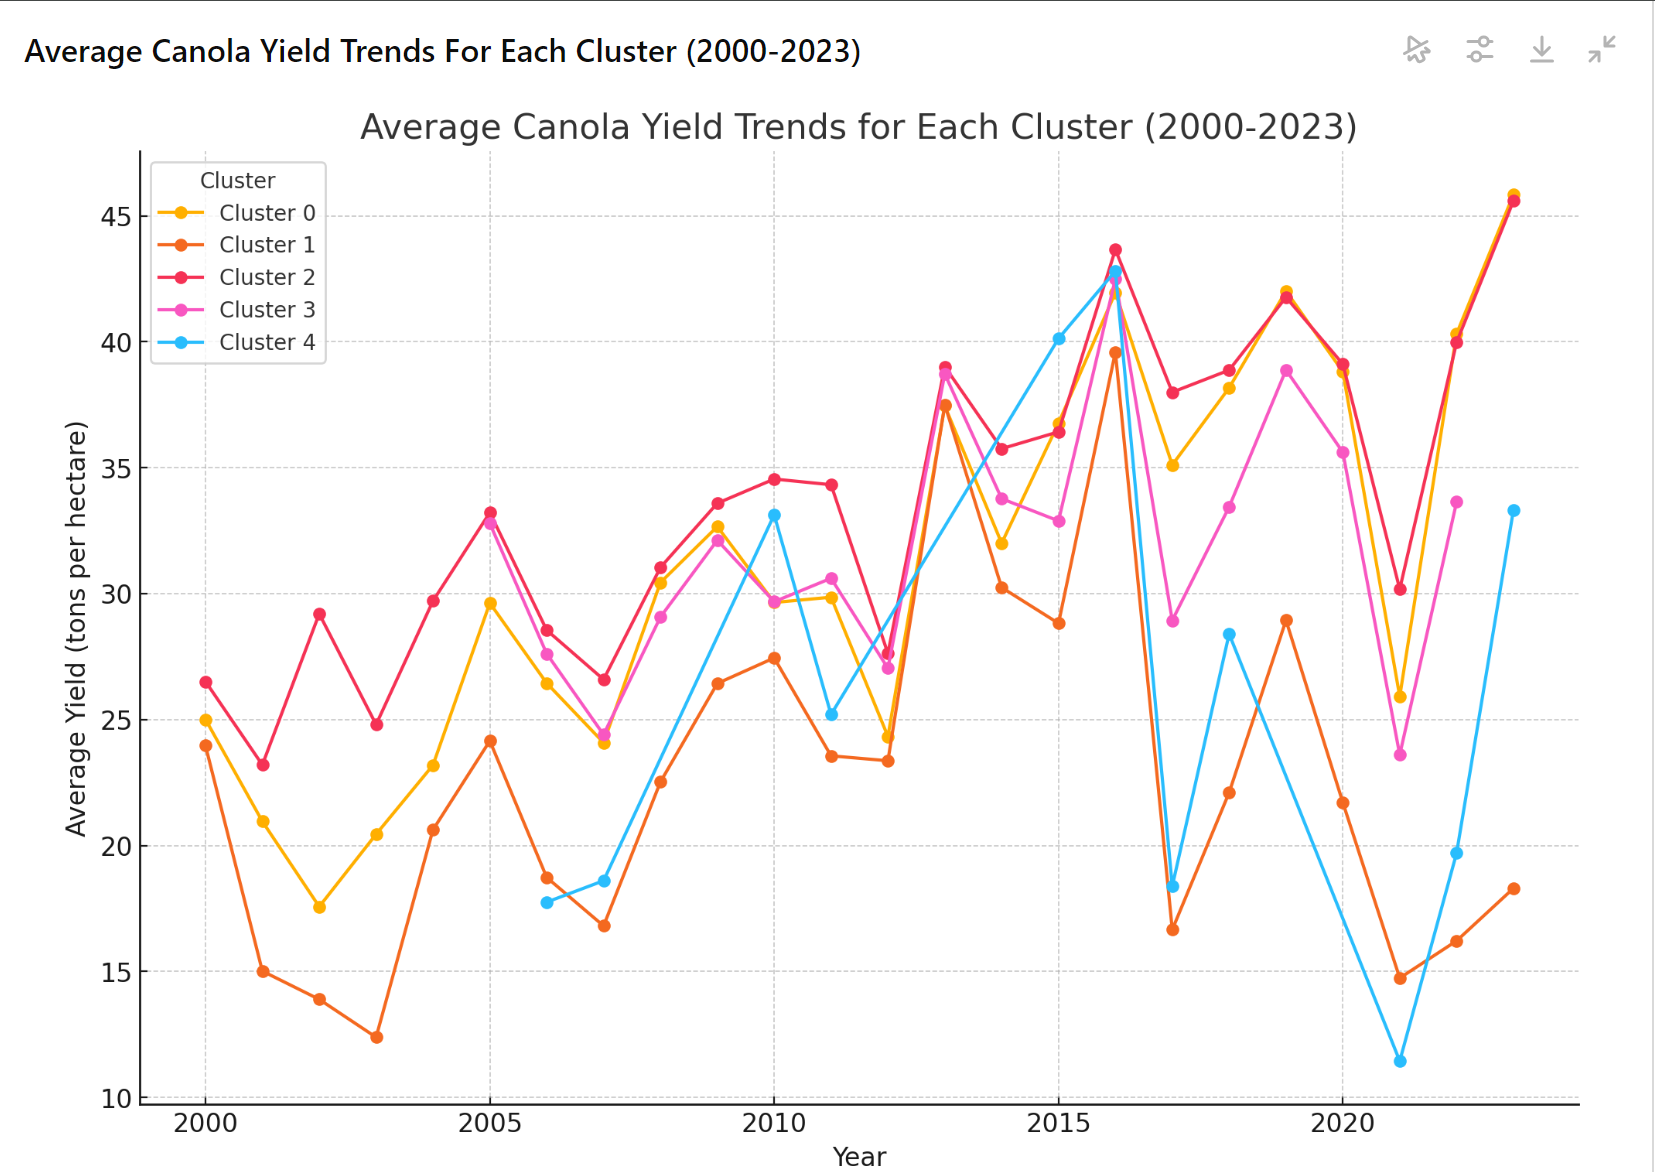 Average Canola Yield Trends For Each Cluster (2000-2023)
Average Canola Yield Trends for Each Cluster (2000-2023)
Cluster
Cluster 0
Cluster 1
Cluster 2
Cluster 3
Cluster 4
Average Yield (tons per hectare)
45
40
35
30
25
20
15
10
2000 2005 2010 2015 2020
Year